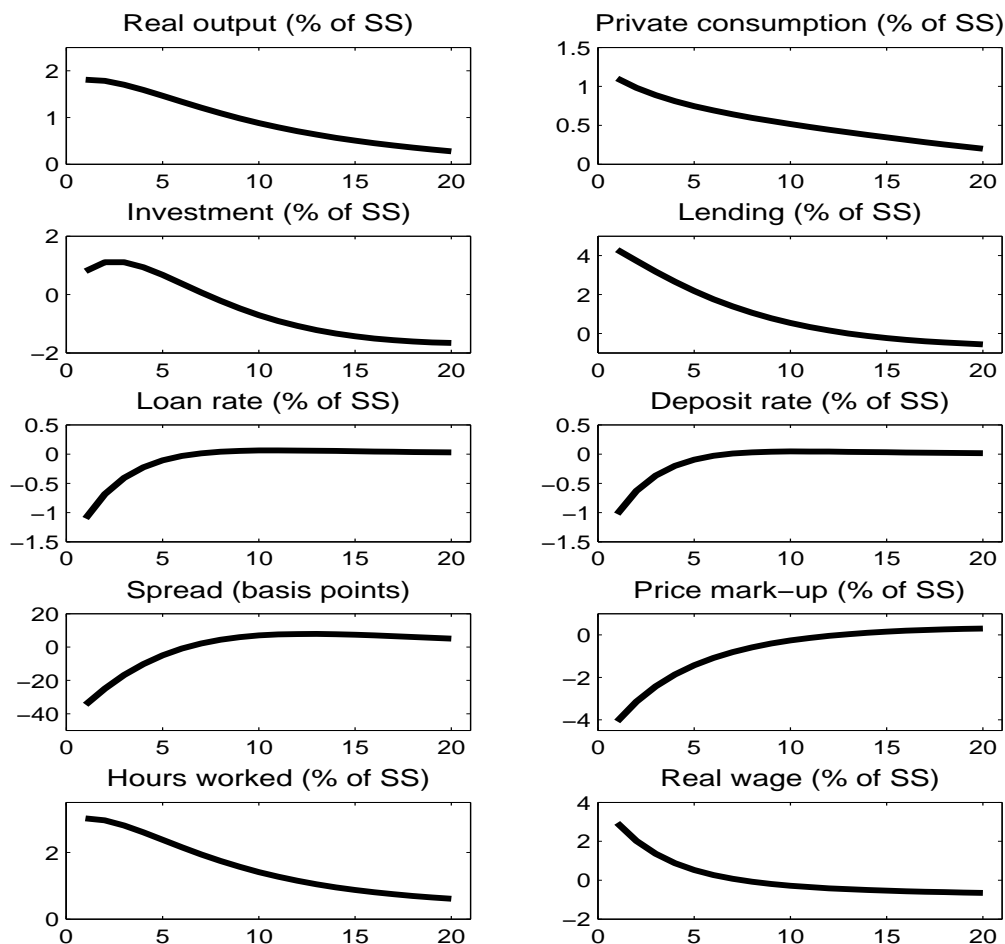 Real output (% of SS)
Private consumption (% of SS)
2
1
0
0 5 10 15 20
1.5
1
0.5
0
0 5 10 15 20
Investment (% of SS)
Lending (% of SS)
2
0
−2
0 5 10 15 20
4
2
0
0 5 10 15 20
Loan rate (% of SS)
Deposit rate (% of SS)
0.5
0
−0.5
−1
−1.5
0 5 10 15 20
0.5
0
−0.5
−1
−1.5
0 5 10 15 20
Spread (basis points)
Price mark−up (% of SS)
20
0
−20
−40
0 5 10 15 20
0
−2
−4
0 5 10 15 20
Hours worked (% of SS)
Real wage (% of SS)
2
0
0 5 10 15 20
4
2
0
−2
0 5 10 15 20